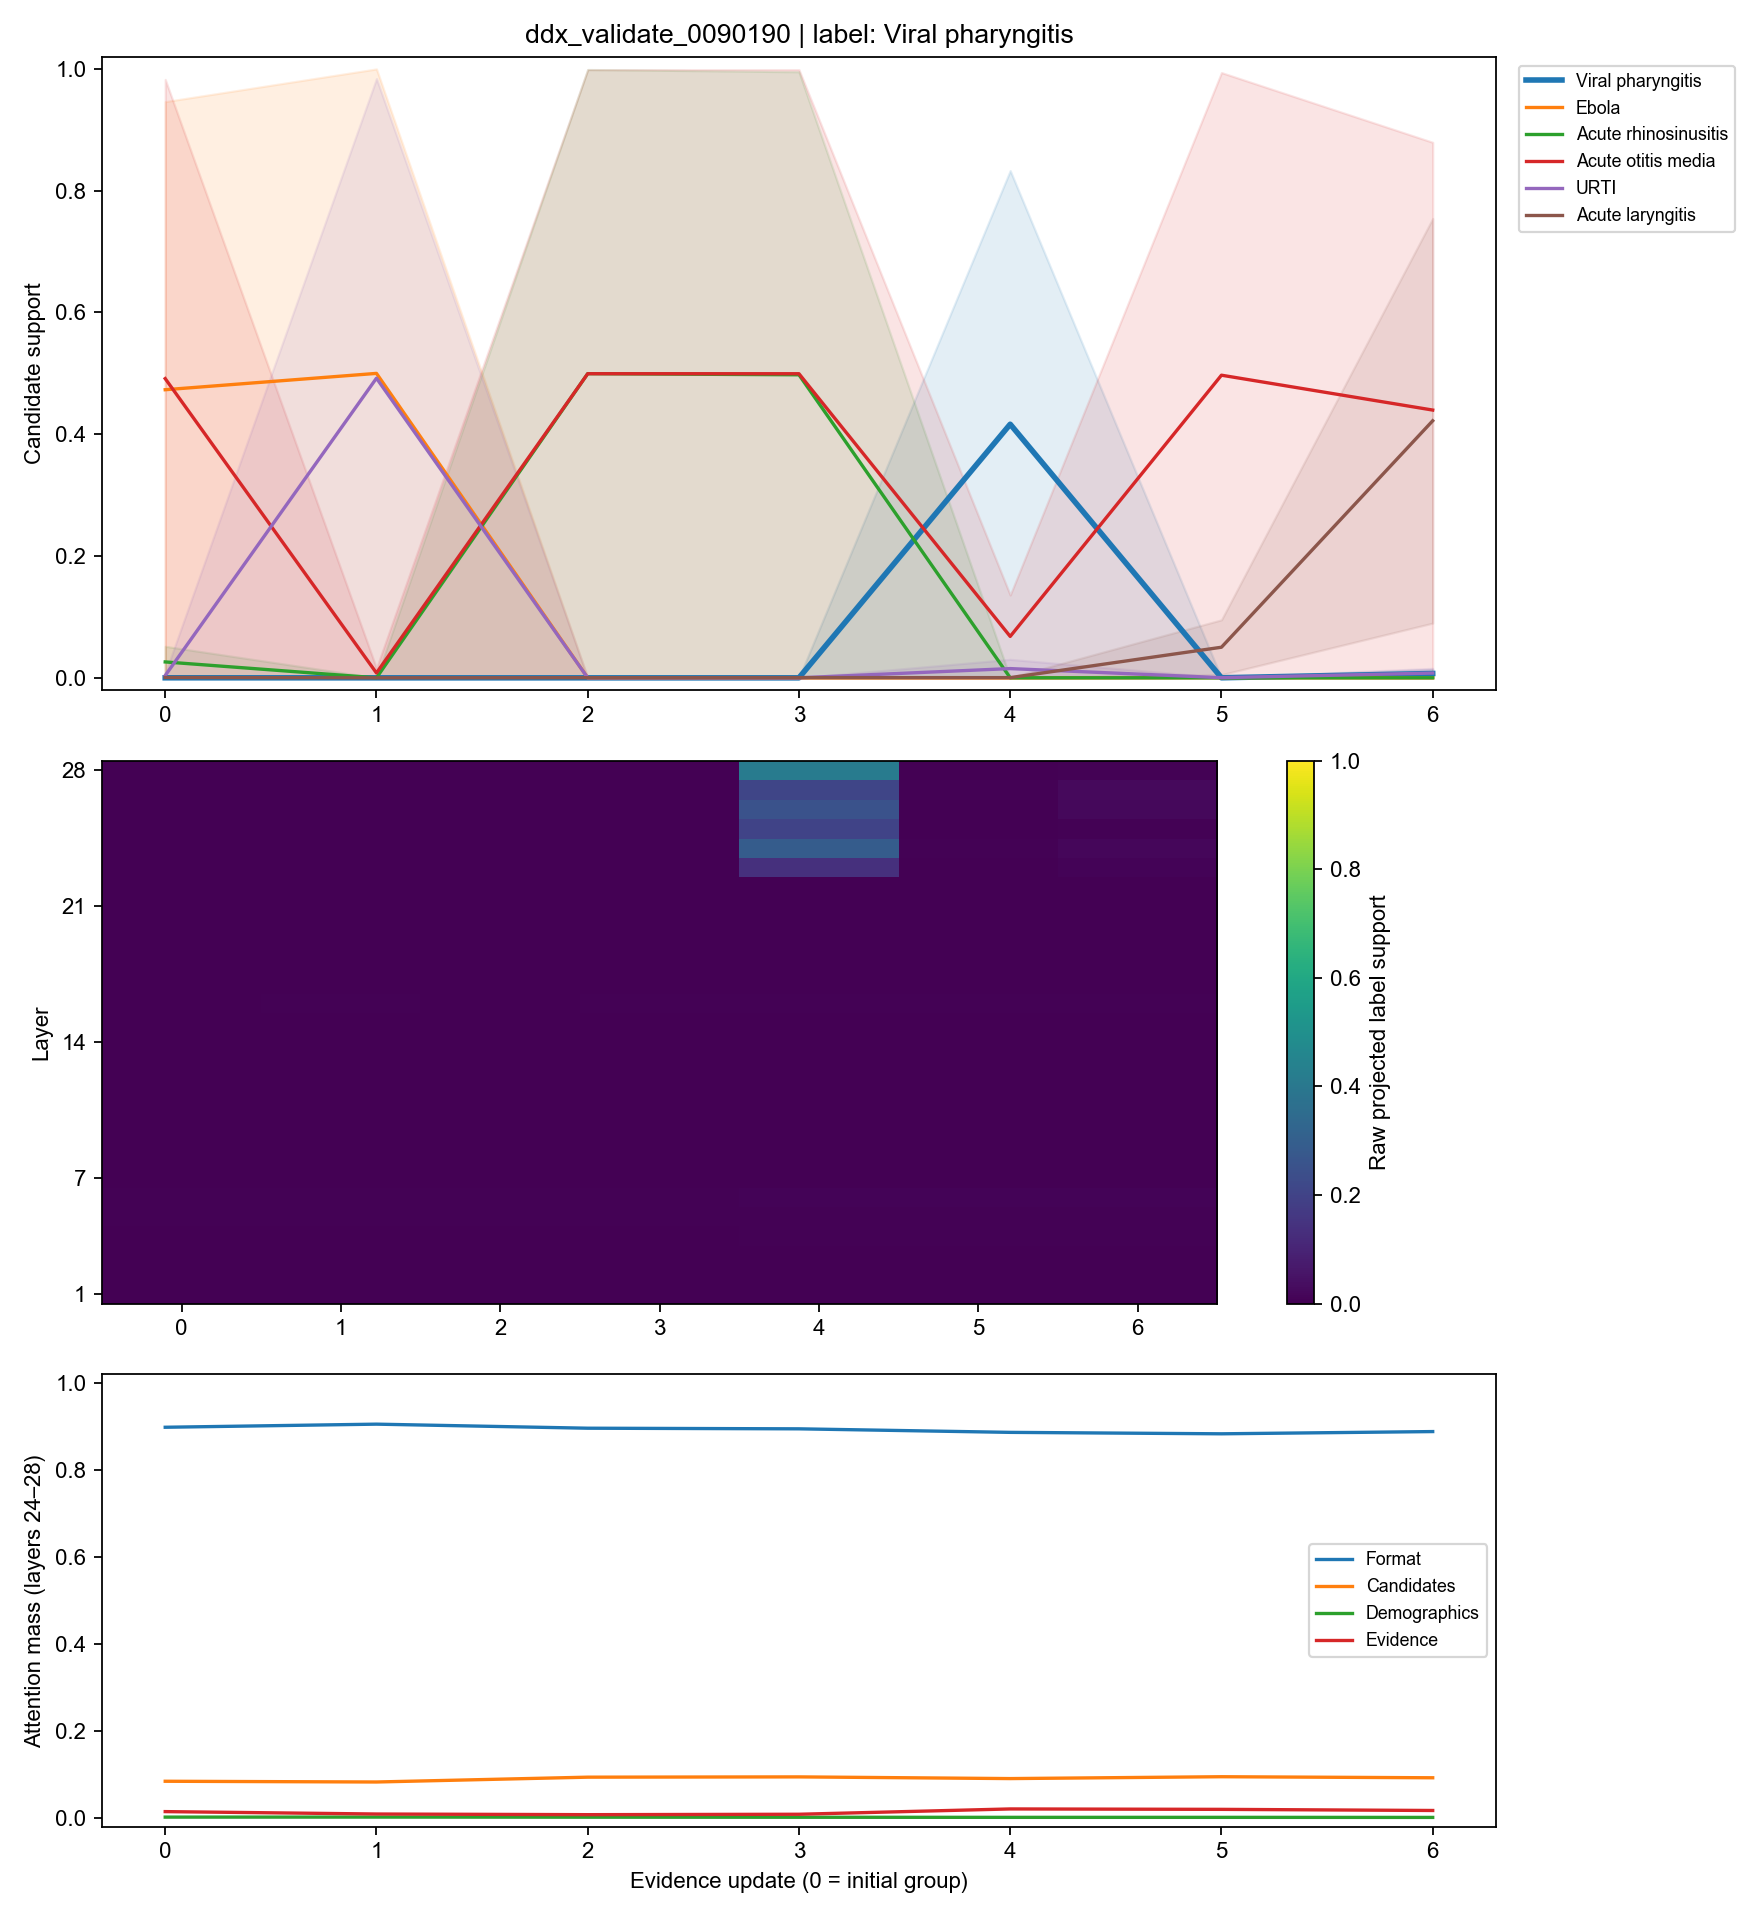 ddx_validate_0090190 | label: Viral pharyngitis
Candidate support
1.0
0.8
0.6
0.4
0.2
0.0
0 1 2 3 4 5 6
Viral pharyngitis
Ebola
Acute rhinosinusitis
Acute otitis media
URTI
Acute laryngitis
Layer
28
21
14
7
1
0 1 2 3 4 5 6
1.0
0.8
0.6
0.4
0.2
0.0
Raw projected label support
Attention mass (layers 24–28)
1.0
0.8
0.6
0.4
0.2
0.0
Format
Candidates
Demographics
Evidence
0 1 2 3 4 5 6
Evidence update (0 = initial group)